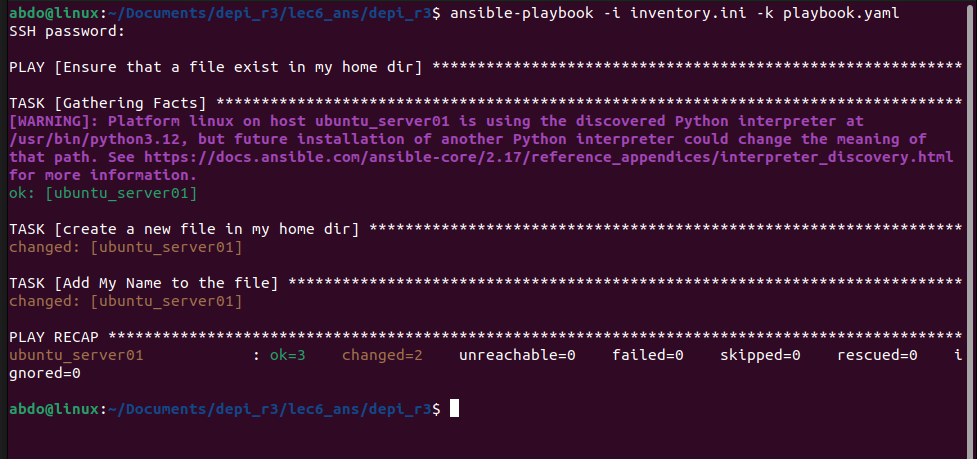 abdo@linux:~/Documents/depi_r3/lec6_ans/depi_r3$ ansible-playbook -i inventory.ini -k playbook.yaml
SSH password:
PLAY [Ensure that a file exist in my home dir] ***********************************************************
TASK [Gathering Facts] ***********************************************************************************
[WARNING]: Platform linux on host ubuntu_server01 is using the discovered Python interpreter at
/usr/bin/python3.12, but future installation of another Python interpreter could change the meaning of
that path. See https://docs.ansible.com/ansible-core/2.17/reference_appendices/interpreter_discovery.html
for more information.
ok: [ubuntu_server01]
TASK [create a new file in my home dir] ******************************************************************
changed: [ubuntu_server01]
TASK [Add My Name to the file] ***************************************************************************
changed: [ubuntu_server01]
PLAY RECAP ***********************************************************************************************
ubuntu_server01            : ok=3    changed=2    unreachable=0    failed=0    skipped=0    rescued=0    i
gnored=0
abdo@linux:~/Documents/depi_r3/lec6_ans/depi_r3$